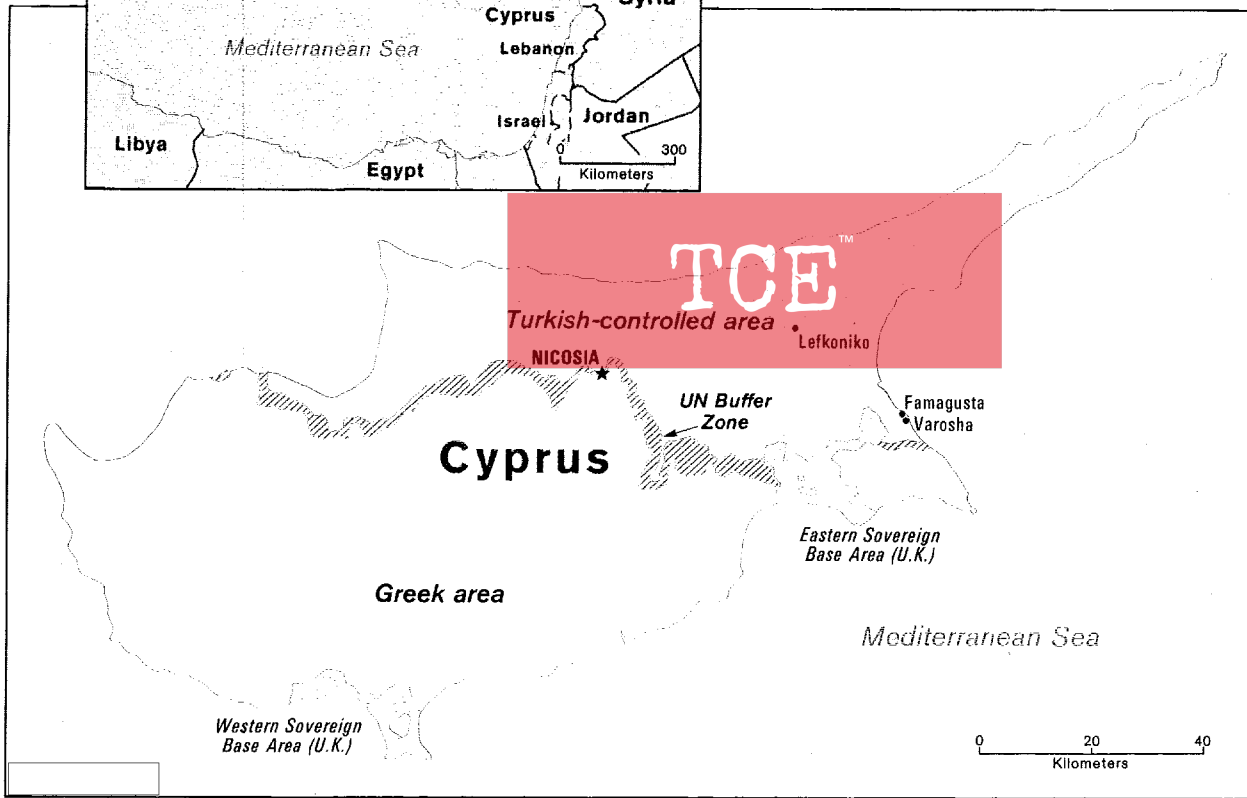 Cyprus
Syria
Mediterranean Sea
Lebanon
Israel
Jordan
Libya
Egypt
0 300
Kilometers
TCE™
Turkish-controlled area
Lefkoniko
NICOSIA
UN Buffer
Zone
Famagusta
Varosha
Cyprus
Eastern Sovereign
Base Area (U.K.)
Greek area
Mediterranean Sea
Western Sovereign
Base Area (U.K.)
0 20 40
Kilometers